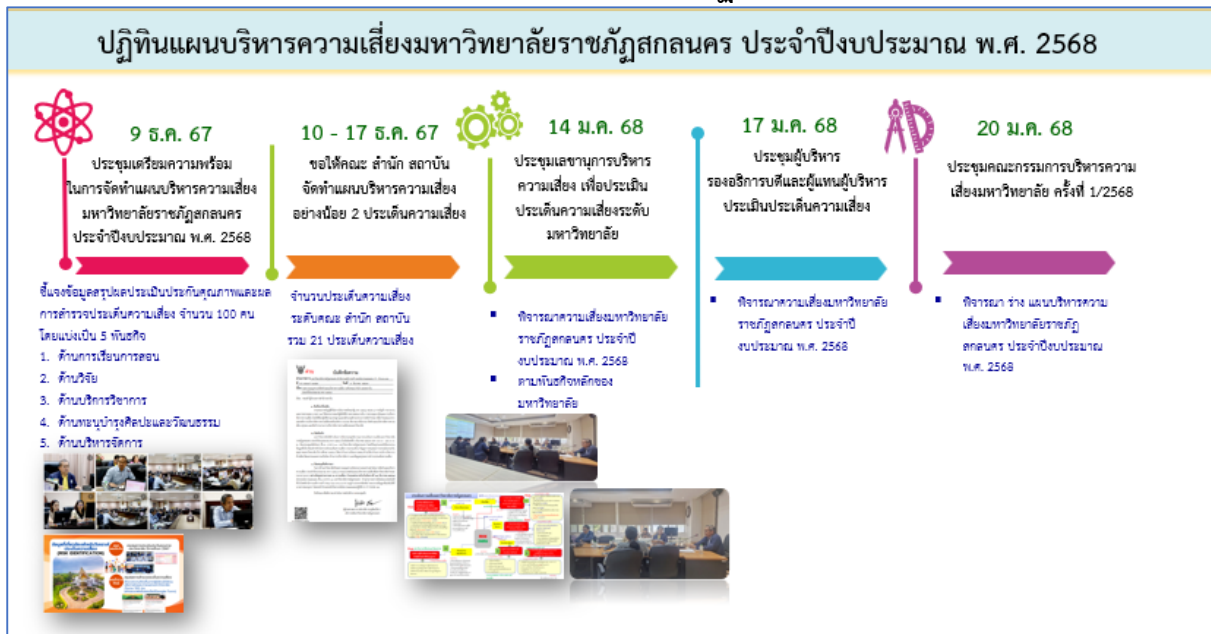 ปฏิทินแผนบริหารความเสี่ยงมหาวิทยาลัยราชภัฏสกลนคร ประจำปีงบประมาณ พ.ศ. 2568
9 ธ.ค. 67
ประชุมเตรียมความพร้อม
ในการจัดทำแผนบริหารความเสี่ยง
มหาวิทยาลัยราชภัฏสกลนคร
ประจำปีงบประมาณ พ.ศ. 2568
ชี้แจงข้อมูลสรุปผลประเมินประกันคุณภาพและผล
การสำรวจประเด็นความเสี่ยง จำนวน 100 คน
โดยแบ่งเป็น 5 พันธกิจ
1. ด้านการเรียนการสอน
2. ด้านวิจัย
3. ด้านบริการวิชาการ
4. ด้านทะนุบำรุงศิลปะและวัฒนธรรม
5. ด้านบริหารจัดการ
10 - 17 ธ.ค. 67
ขอให้คณะ สำนัก สถาบัน
จัดทำแผนบริหารความเสี่ยง
อย่างน้อย 2 ประเด็นความเสี่ยง
จำนวนประเด็นความเสี่ยง
ระดับคณะ สำนัก สถาบัน
รวม 21 ประเด็นความเสี่ยง
14 ม.ค. 68
ประชุมเลขานุการบริหาร
ความเสี่ยง เพื่อประเมิน
ประเด็นความเสี่ยงระดับ
มหาวิทยาลัย
▪ พิจารณาความเสี่ยงมหาวิทยาลัย
ราชภัฏสกลนคร ประจำปี
งบประมาณ พ.ศ. 2568
▪ ตามพันธกิจหลักของ
มหาวิทยาลัย
17 ม.ค. 68
ประชุมผู้บริหาร
รองอธิการบดีและผู้แทนผู้บริหาร
ประเมินประเด็นความเสี่ยง
▪ พิจารณาความเสี่ยงมหาวิทยาลัย
ราชภัฏสกลนคร ประจำปี
งบประมาณ พ.ศ. 2568
20 ม.ค. 68
ประชุมคณะกรรมการบริหารความ
เสี่ยงมหาวิทยาลัย ครั้งที่ 1/2568
▪ พิจารณา ร่าง แผนบริหารความ
เสี่ยงมหาวิทยาลัยราชภัฏ
สกลนคร ประจำปีงบประมาณ
พ.ศ. 2568